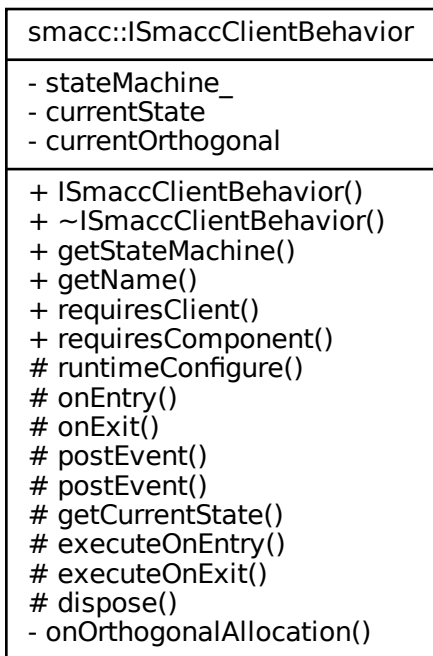 smacc::ISmaccClientBehavior
- stateMachine_
- currentState
- currentOrthogonal
+ ISmaccClientBehavior()
+ ~ISmaccClientBehavior()
+ getStateMachine()
+ getName()
+ requiresClient()
+ requiresComponent()
# runtimeConfigure()
# onEntry()
# onExit()
# postEvent()
# postEvent()
# getCurrentState()
# executeOnEntry()
# executeOnExit()
# dispose()
- onOrthogonalAllocation()